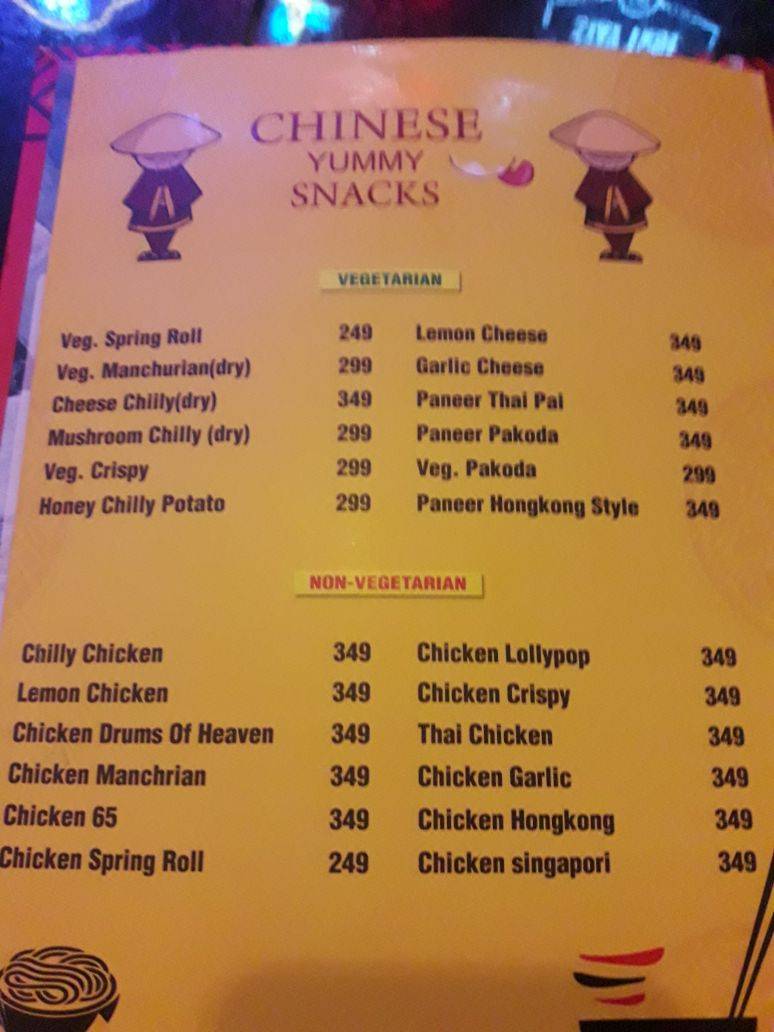 CHINESE
YUMMY
SNACKS
VEGETARIAN
Veg. Spring Roll 249 Lemon Cheese 349
Veg. Manchurian(dry) 299 Garlic Cheese 349
Cheese Chilly(dry) 349 Paneer Thai Pai 349
Mushroom Chilly (dry) 299 Paneer Pakoda 349
Veg. Crispy 299 Veg. Pakoda 299
Honey Chilly Potato 299 Paneer Hongkong Style 349
NON-VEGETARIAN
Chilly Chicken 349 Chicken Lollypop 349
Lemon Chicken 349 Chicken Crispy 349
Chicken Drums Of Heaven 349 Thai Chicken 349
Chicken Manchrian 349 Chicken Garlic 349
Chicken 65 349 Chicken Hongkong 349
Chicken Spring Roll 249 Chicken singapori 349